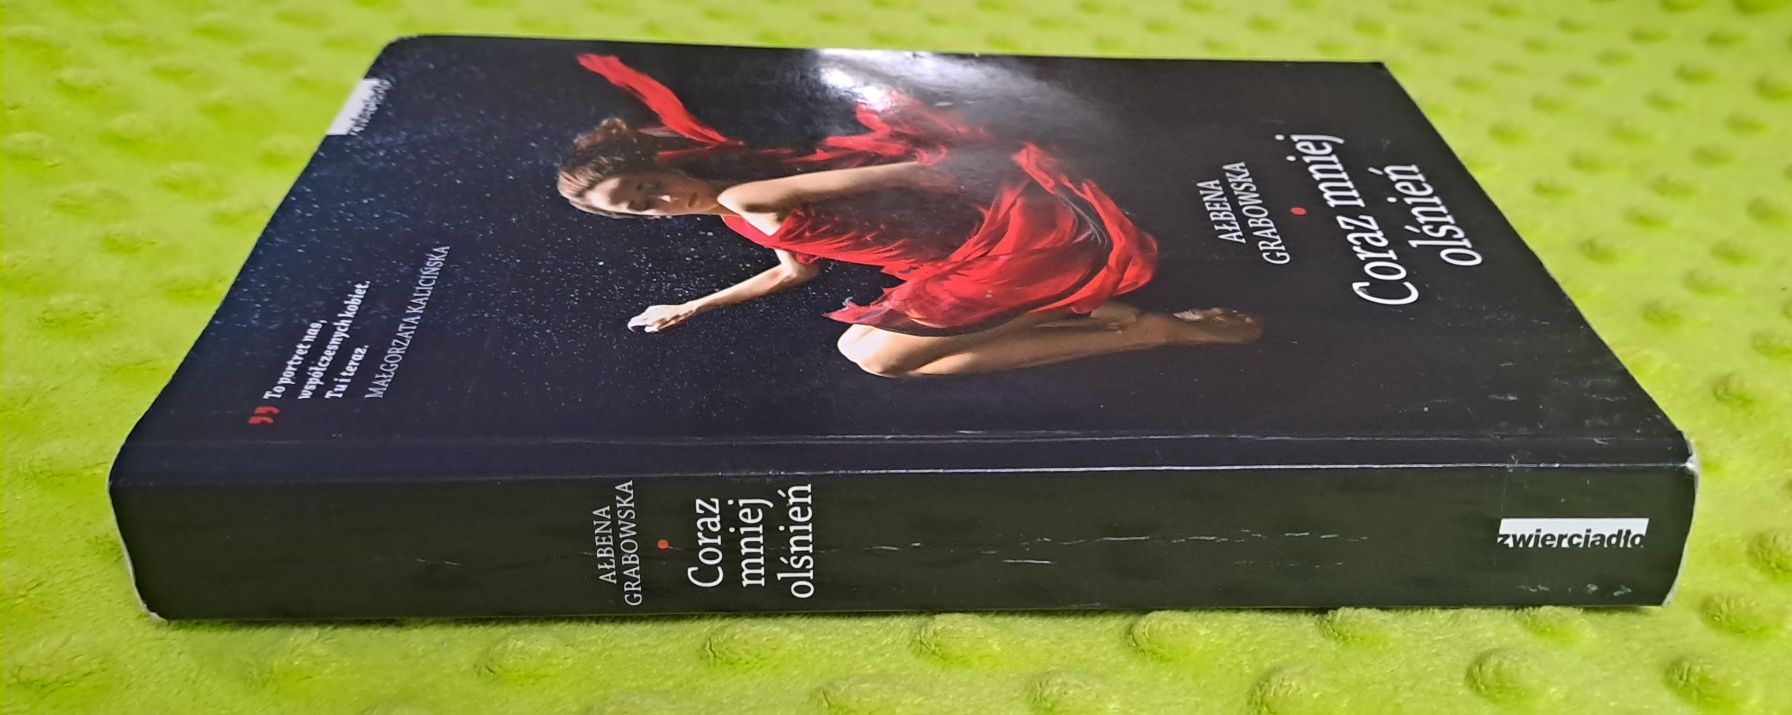 zwierciadło
” To portret nas,
współczesnych kobiet.
Tu i teraz.
MAŁGORZATA KALICIŃSKA
AŁBENA
GRABOWSKA
Coraz mniej
olśnień
AŁBENA
GRABOWSKA
Coraz
mniej
olśnień
zwierciadło